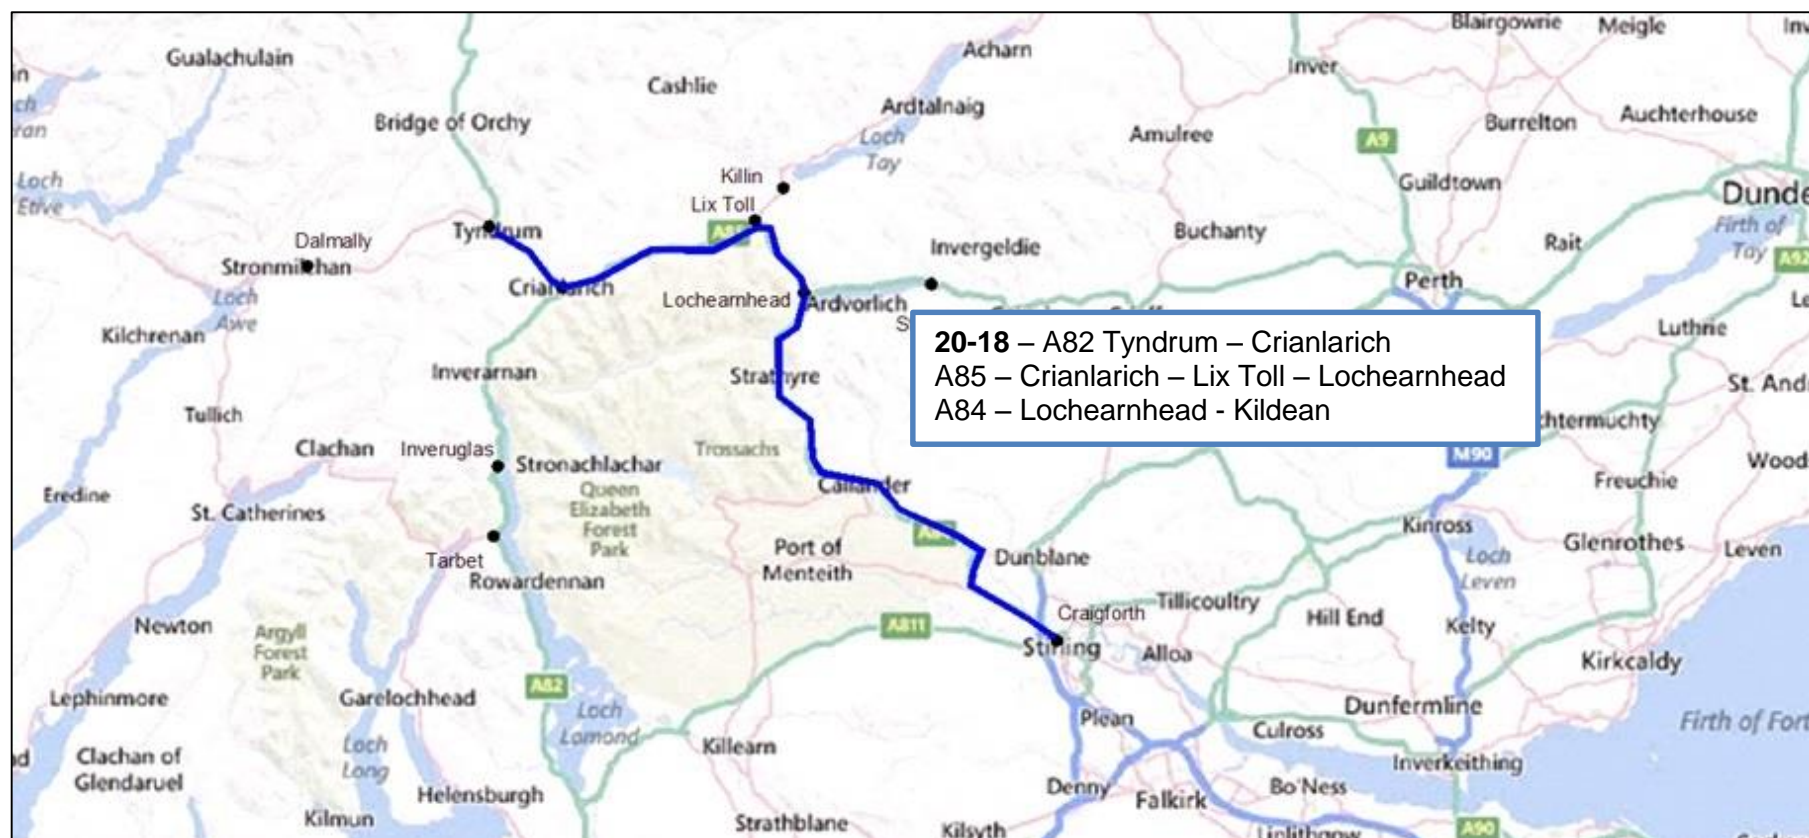 Blairgowrie
Meigle
Gualachulain
Acharn
Inver
Cashlie
Ardtalnaig
Auchterhouse
Bridge of Orchy
Burrelton
Amulree
A9
Loch
Tay
Killin
Guildtown
Loch
Etive
Lix Toll
Firth of
Tay
Tyndrum
Buchanty
Rait
Dalmally
Invergeldie
A92
Stronmilchan
Perth
Crianlarich
Loch
Awe
Lochearnhead
Ardvorlich
Kilchrenan
Luthrie
20-18 – A82 Tyndrum – Crianlarich
A85 – Crianlarich – Lix Toll – Lochearnhead
A84 – Lochearnhead - Kildean
Inverarnan
Strathyre
Tullich
Clachan
Inveruglas
Trossachs
M90
Stronachlachar
Queen
Elizabeth
Forest
Park
Callander
Freuchie
Eredine
St. Catherines
Kinross
Port of
Menteith
Dunblane
Loch
Leven
Glenrothes
Leven
Tarbet
Rowardennan
Tillicoultry
Craigforth
Hill End
Newton
Argyll
Forest
Park
A811
Kelty
Stirling
Alloa
Kirkcaldy
Lephinmore
Garelochhead
A82
Loch
Lomond
Dunfermline
Plean
Culross
Killearn
Clachan of
Glendaruel
Loch
Long
Inverkeithing
Helensburgh
Denny
Falkirk
Bo'Ness
Kilmun
Strathblane
Kilsyth
Linlithgow
A90